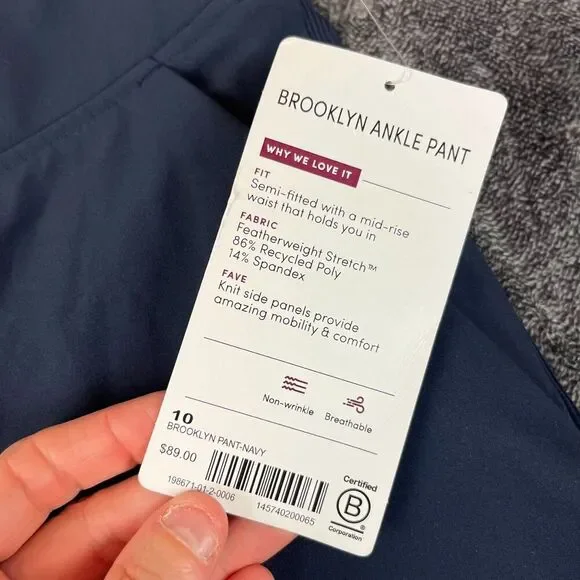 BROOKLYN ANKLE PANT
WHY WE LOVE IT
FIT
Semi-fitted with a mid-rise
waist that holds you in
FABRIC
Featherweight Stretch™
86% Recycled Poly
14% Spandex
FAVE
Knit side panels provide
amazing mobility & comfort
Non-wrinkle
Breathable
10
BROOKLYN PANT-NAVY
$89.00
198671-01-2-0006
145740200065
Certified
B
Corporation